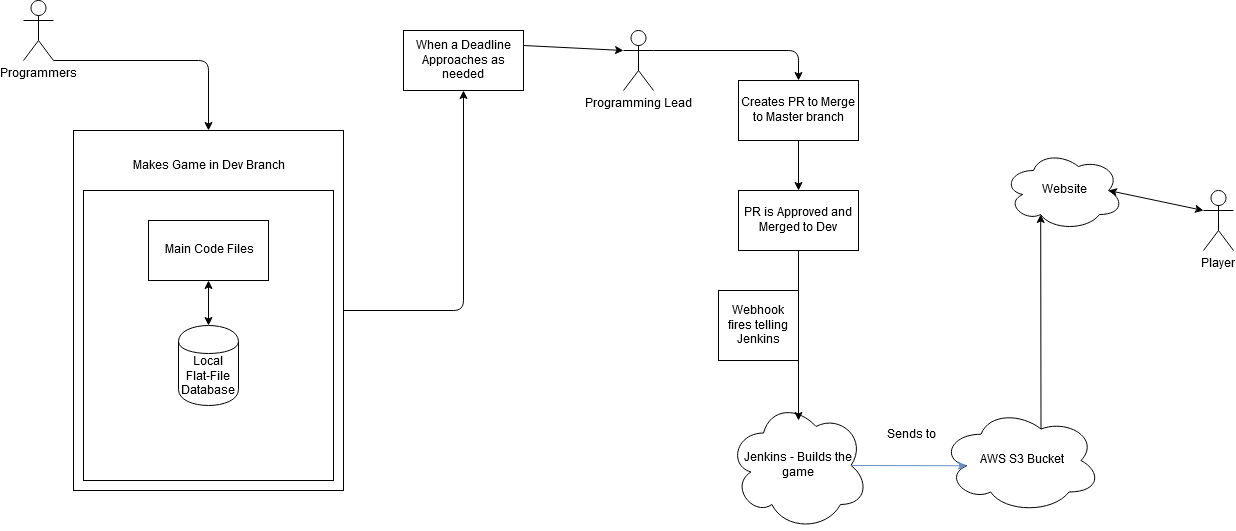 Programmers
Makes Game in Dev Branch
Main Code Files
Local
Flat-File
Database
When a Deadline
Approaches as
needed
Programming Lead
Creates PR to Merge
to Master branch
PR is Approved and
Merged to Dev
Webhook
fires telling
Jenkins
Jenkins - Builds the
game
Sends to
AWS S3 Bucket
Website
Player